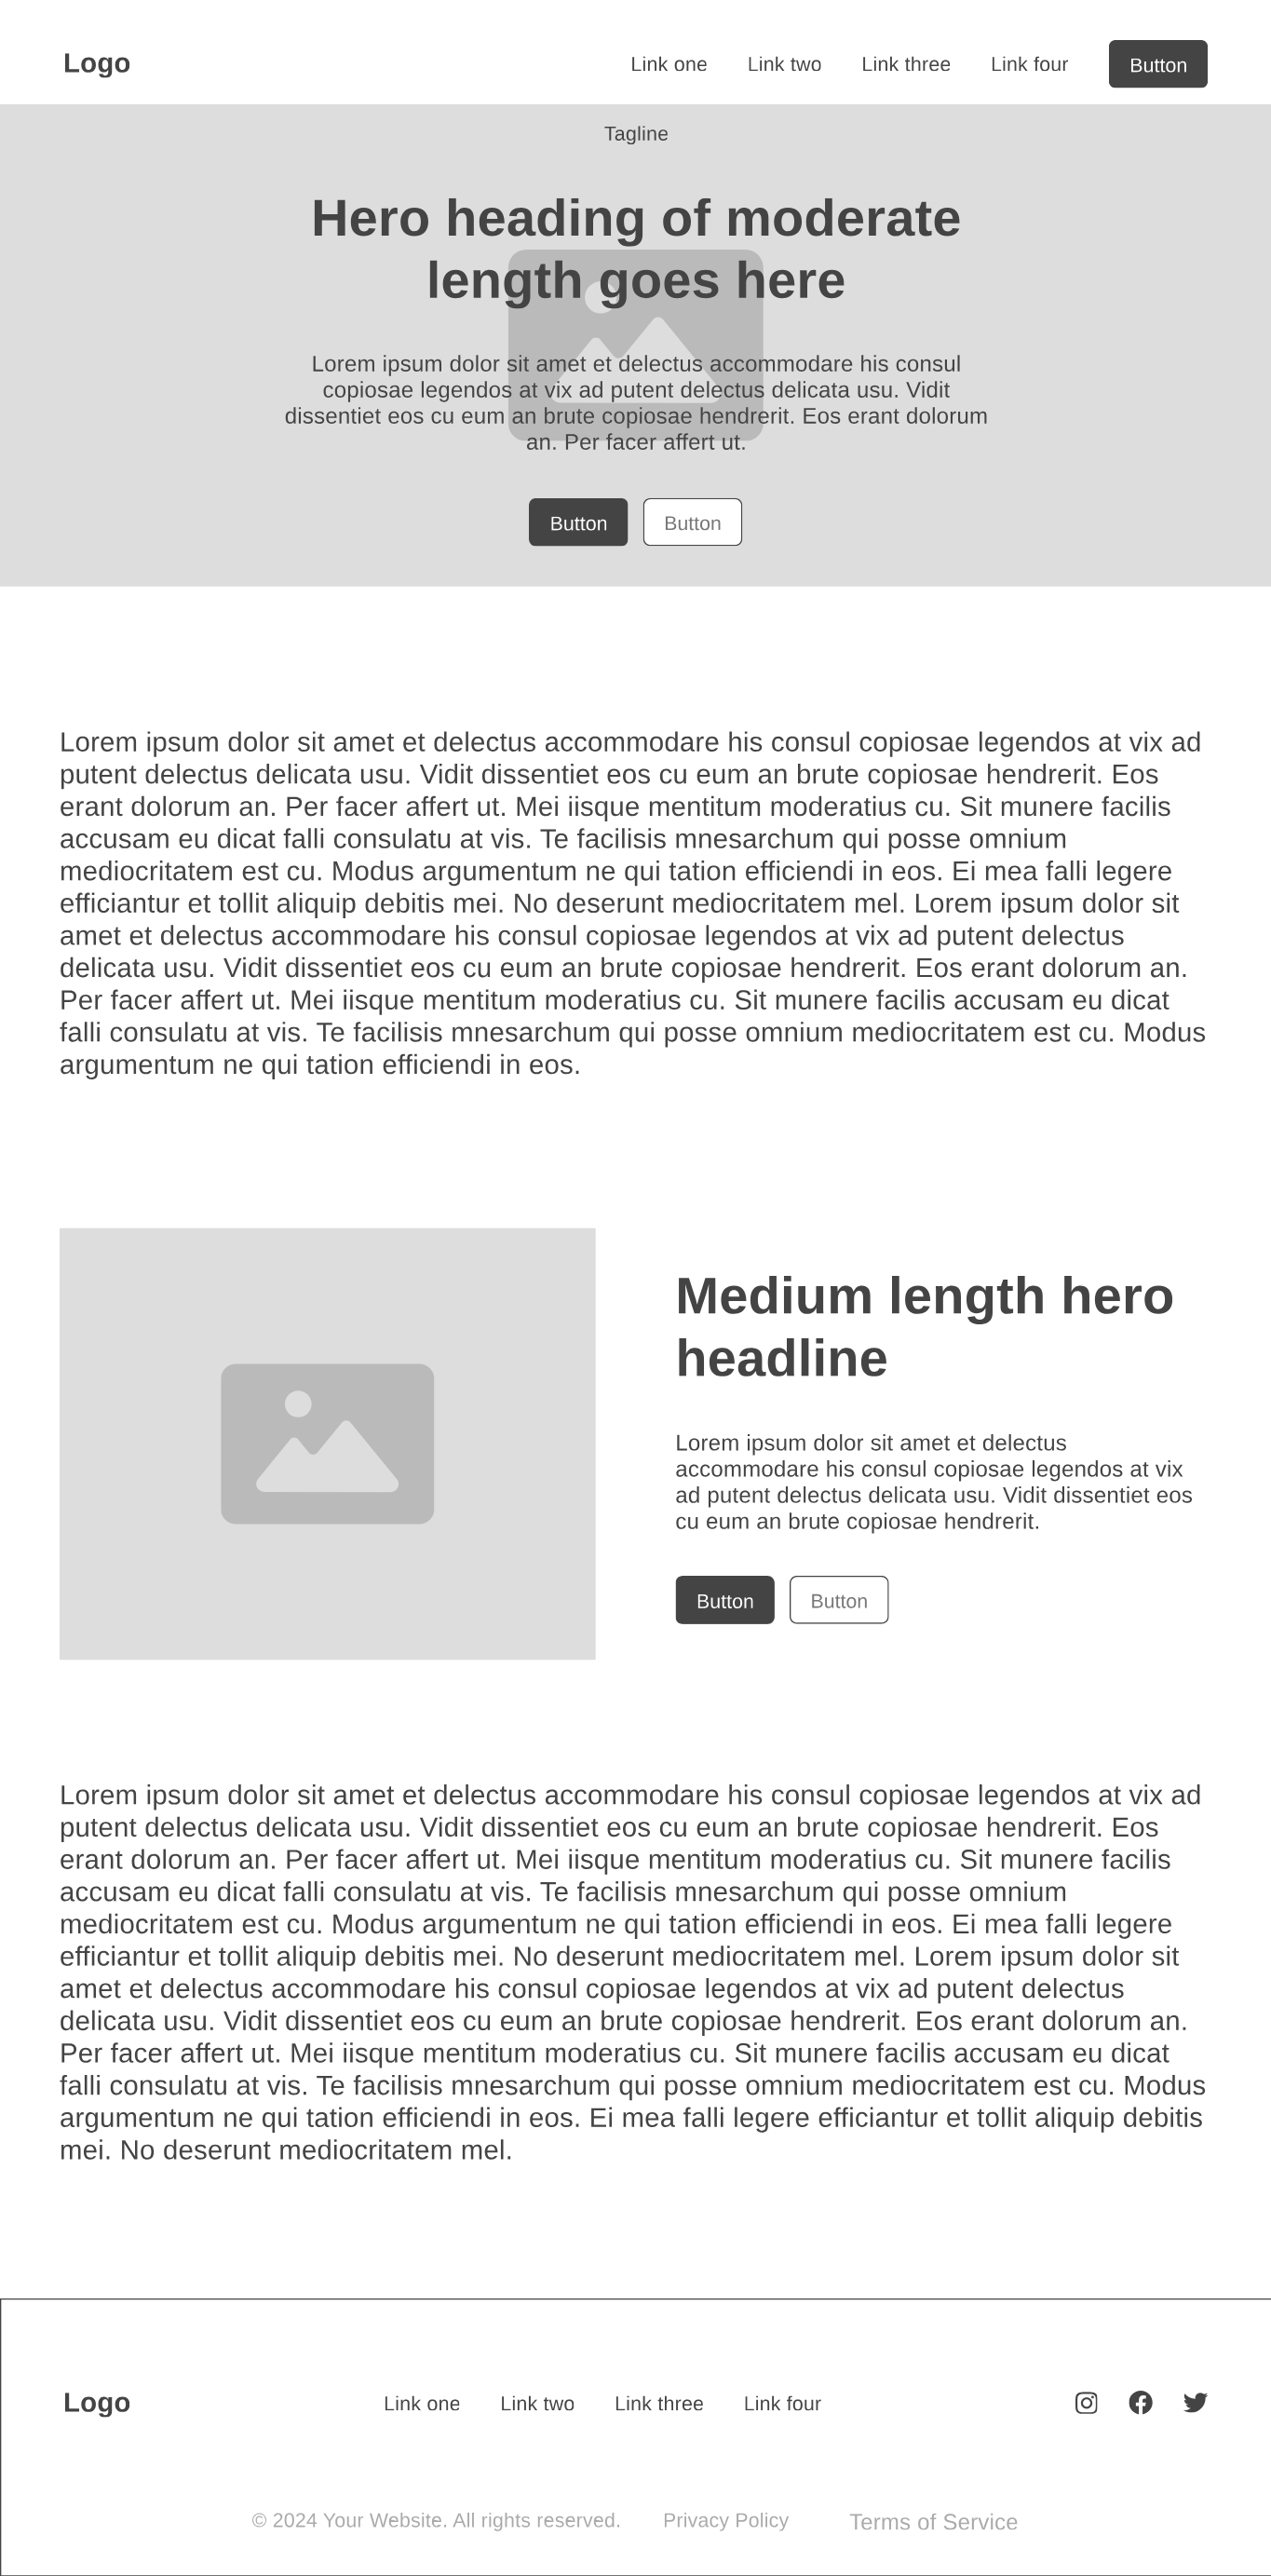 Logo
Link one Link two Link three Link four Button
Tagline
Hero heading of moderate
length goes here
Lorem ipsum dolor sit amet et delectus accommodare his consul
copiosae legendos at vix ad putent delectus delicata usu. Vidit
dissentiet eos cu eum an brute copiosae hendrerit. Eos erant dolorum
an. Per facer affert ut.
Button Button
Lorem ipsum dolor sit amet et delectus accommodare his consul copiosae legendos at vix ad
putent delectus delicata usu. Vidit dissentiet eos cu eum an brute copiosae hendrerit. Eos
erant dolorum an. Per facer affert ut. Mei iisque mentitum moderatius cu. Sit munere facilis
accusam eu dicat falli consulatu at vis. Te facilisis mnesarchum qui posse omnium
mediocritatem est cu. Modus argumentum ne qui tation efficiendi in eos. Ei mea falli legere
efficiantur et tollit aliquip debitis mei. No deserunt mediocritatem mel. Lorem ipsum dolor sit
amet et delectus accommodare his consul copiosae legendos at vix ad putent delectus
delicata usu. Vidit dissentiet eos cu eum an brute copiosae hendrerit. Eos erant dolorum an.
Per facer affert ut. Mei iisque mentitum moderatius cu. Sit munere facilis accusam eu dicat
falli consulatu at vis. Te facilisis mnesarchum qui posse omnium mediocritatem est cu. Modus
argumentum ne qui tation efficiendi in eos.
Medium length hero
headline
Lorem ipsum dolor sit amet et delectus
accommodare his consul copiosae legendos at vix
ad putent delectus delicata usu. Vidit dissentiet eos
cu eum an brute copiosae hendrerit.
Button Button
Lorem ipsum dolor sit amet et delectus accommodare his consul copiosae legendos at vix ad
putent delectus delicata usu. Vidit dissentiet eos cu eum an brute copiosae hendrerit. Eos
erant dolorum an. Per facer affert ut. Mei iisque mentitum moderatius cu. Sit munere facilis
accusam eu dicat falli consulatu at vis. Te facilisis mnesarchum qui posse omnium
mediocritatem est cu. Modus argumentum ne qui tation efficiendi in eos. Ei mea falli legere
efficiantur et tollit aliquip debitis mei. No deserunt mediocritatem mel. Lorem ipsum dolor sit
amet et delectus accommodare his consul copiosae legendos at vix ad putent delectus
delicata usu. Vidit dissentiet eos cu eum an brute copiosae hendrerit. Eos erant dolorum an.
Per facer affert ut. Mei iisque mentitum moderatius cu. Sit munere facilis accusam eu dicat
falli consulatu at vis. Te facilisis mnesarchum qui posse omnium mediocritatem est cu. Modus
argumentum ne qui tation efficiendi in eos. Ei mea falli legere efficiantur et tollit aliquip debitis
mei. No deserunt mediocritatem mel.
Logo
Link one Link two Link three Link four
© 2024 Your Website. All rights reserved. Privacy Policy Terms of Service